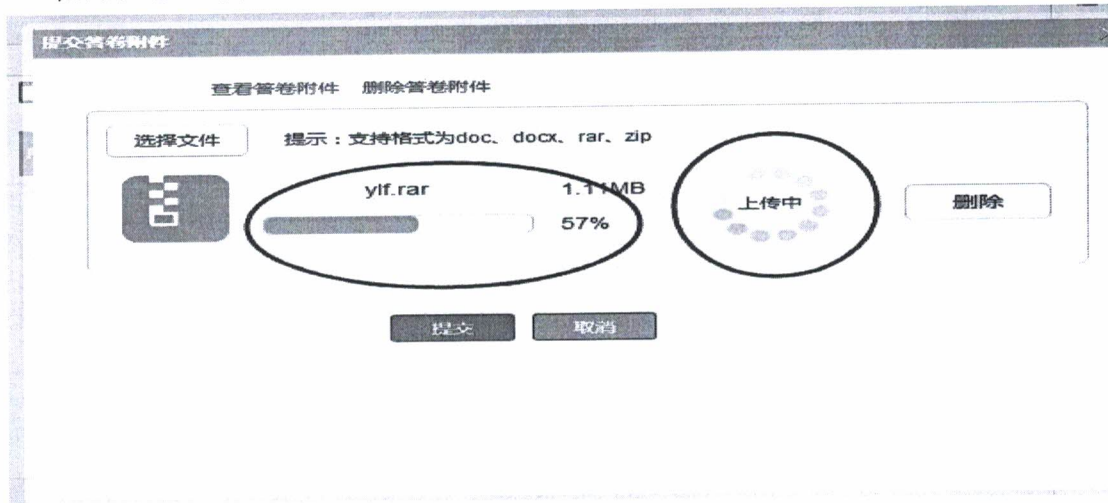 提交答卷附件
查看答卷附件 删除答卷附件
选择文件 提示：支持格式为doc、docx、rar、zip
ylf.rar 1.11MB
57%
上传中
删除
提交 取消